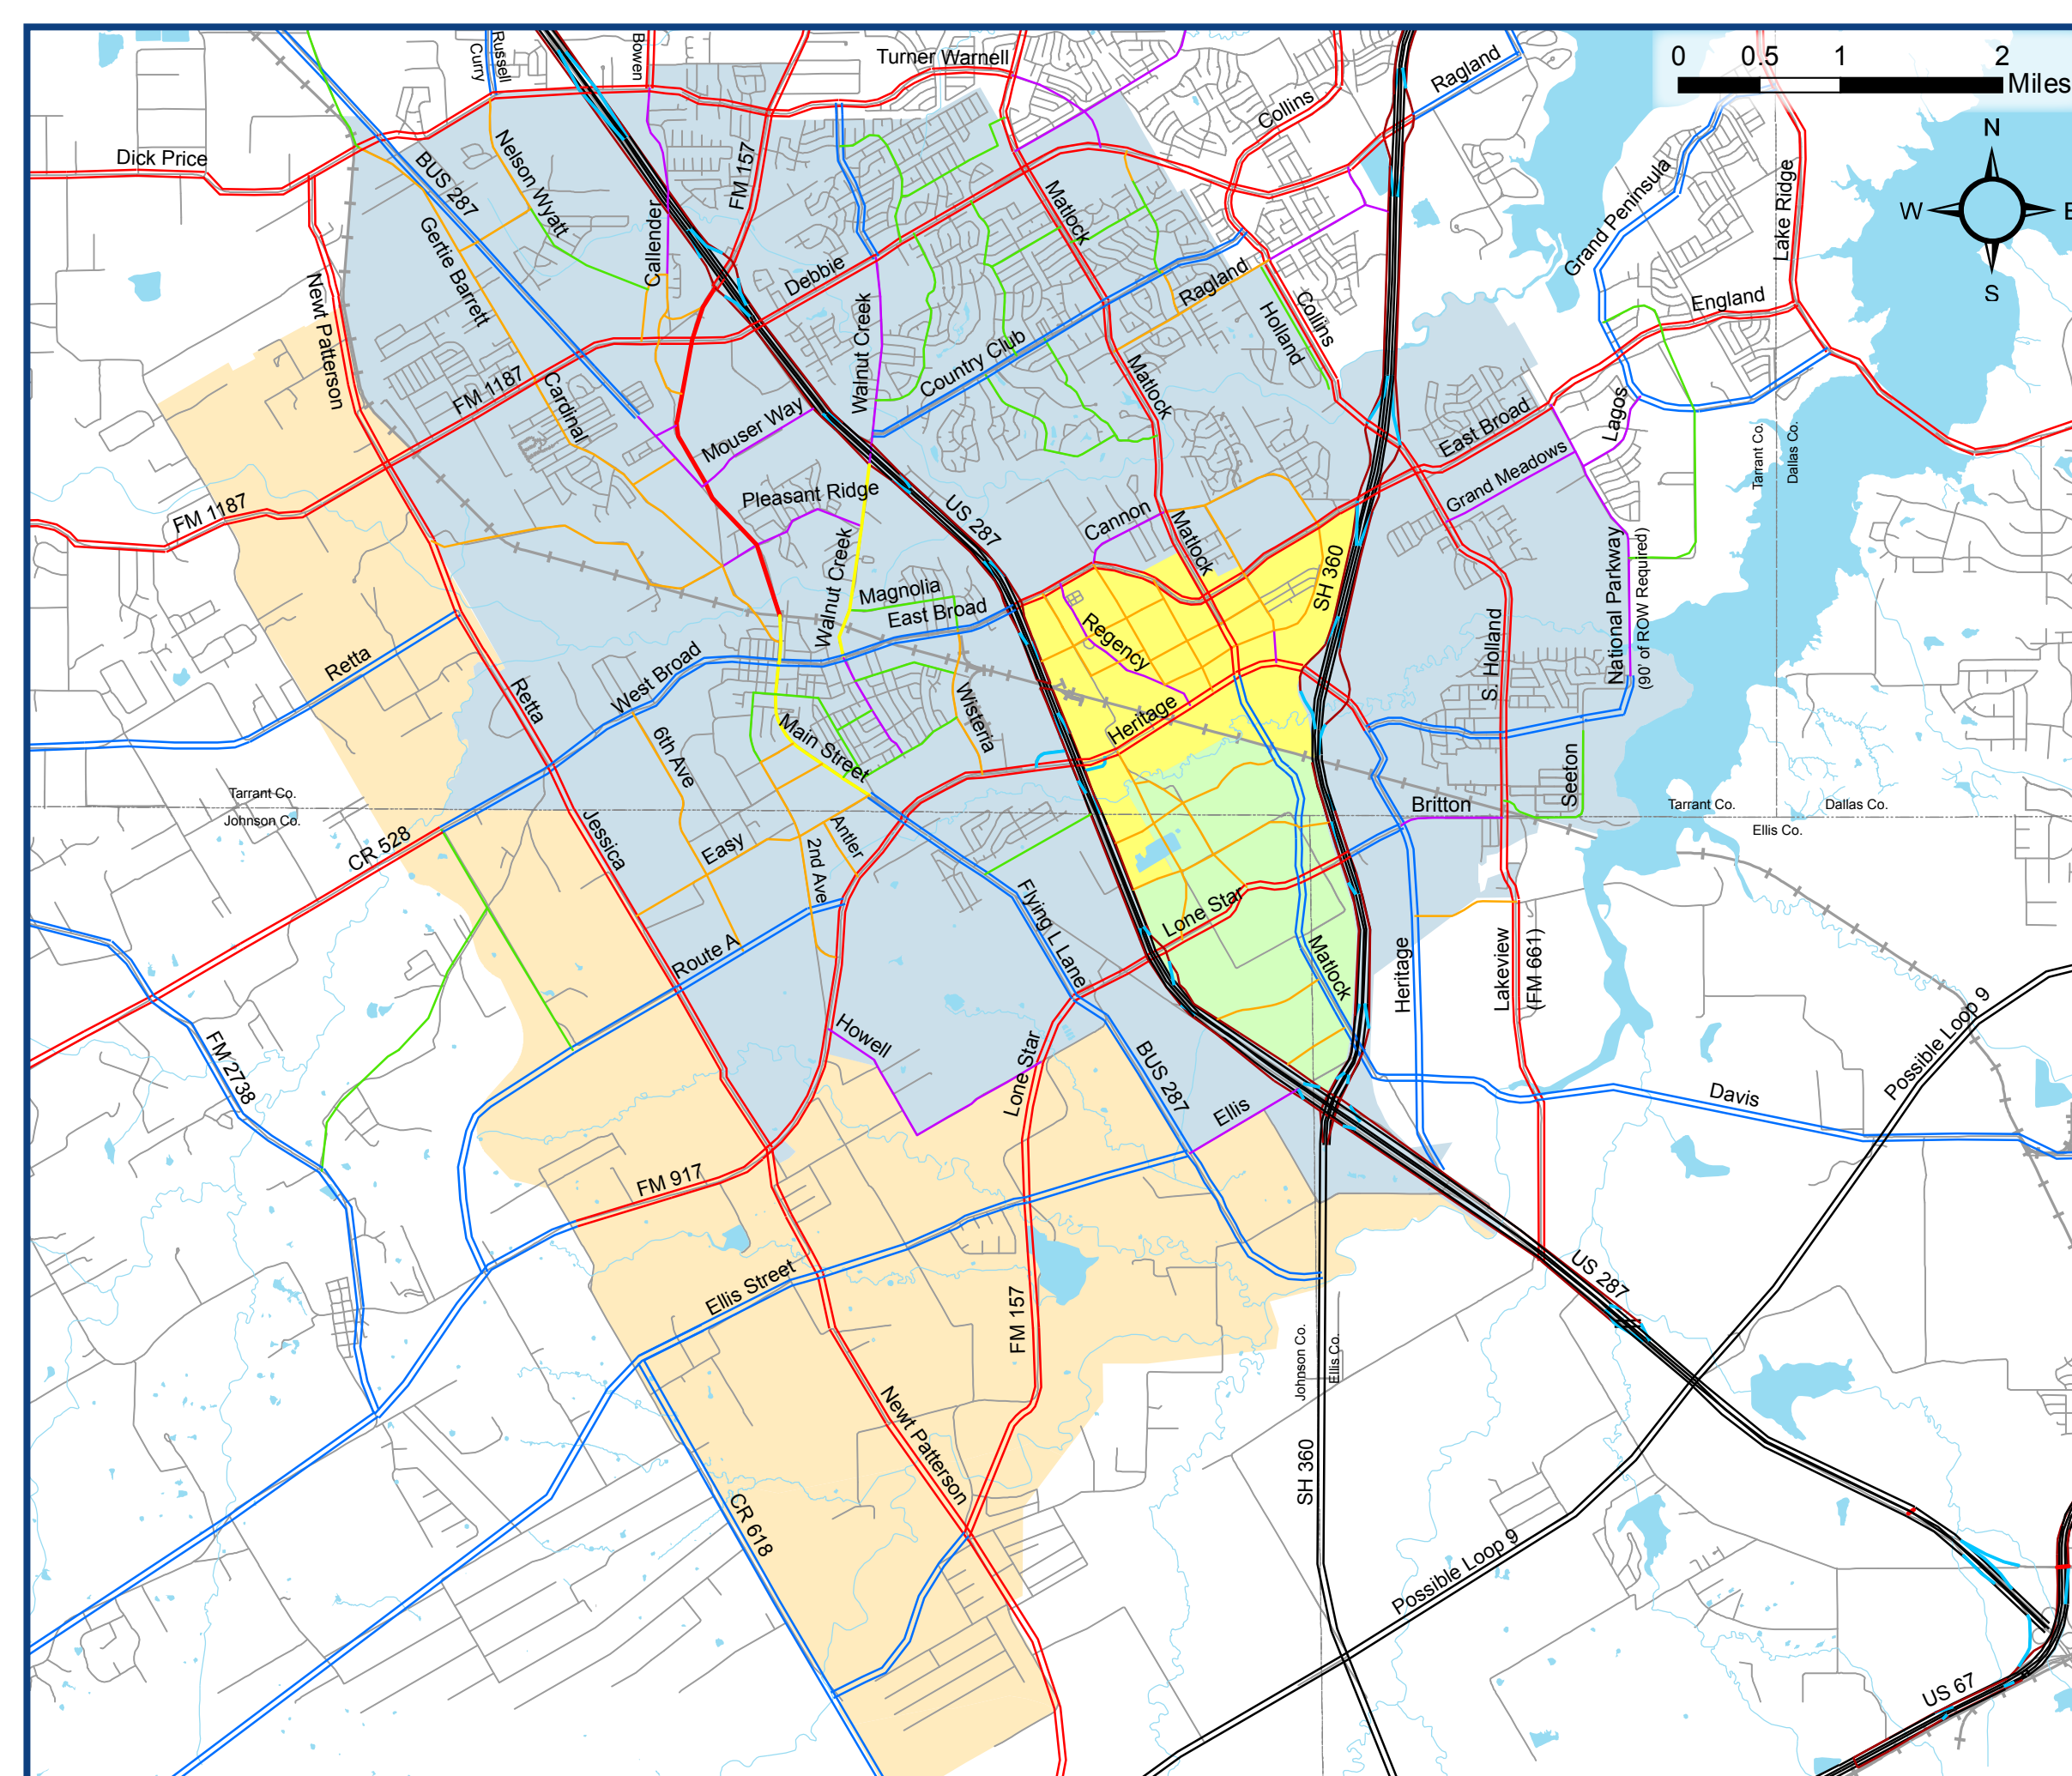 0 0.5 1 2
Miles
N
W
E
S
Turner Warnell
Curry
Russell
Bowen
Ragland
Collins
Dick Price
BUS 287
Nelson Wyatt
FM 157
Matlock
Grand Peninsula
Lake Ridge
Gertie Barrett
Callender
Debbie
Ragland
Newt Patterson
Walnut Creek
Country Club
Holland
Collins
England
FM 1187
Cardinal
Mouser Way
Matlock
East Broad
Lagos
Grand Meadows
Tarrant Co.
Dallas Co.
FM 1187
Pleasant Ridge
US 287
Cannon
Matlock
SH 360
National Parkway
(90' of ROW Required)
Walnut Creek
Magnolia
East Broad
Regency
S. Holland
Retta
Retta
West Broad
6th Ave
Main Street
Wisteria
Heritage
Seeton
Tarrant Co.
Johnson Co.
Britton
Tarrant Co.
Dallas Co.
Ellis Co.
CR 528
Jessica
Easy
2nd Ave
Antler
Flying L Lane
Lone Star
Route A
Matlock
Heritage
Lakeview
(FM 661)
FM 2738
Howell
Lone Star
BUS 287
Ellis
Davis
Possible Loop 9
FM 917
Ellis Street
FM 157
US 287
Johnson Co.
Ellis Co.
Newt Patterson
SH 360
CR 618
Possible Loop 9
US 67